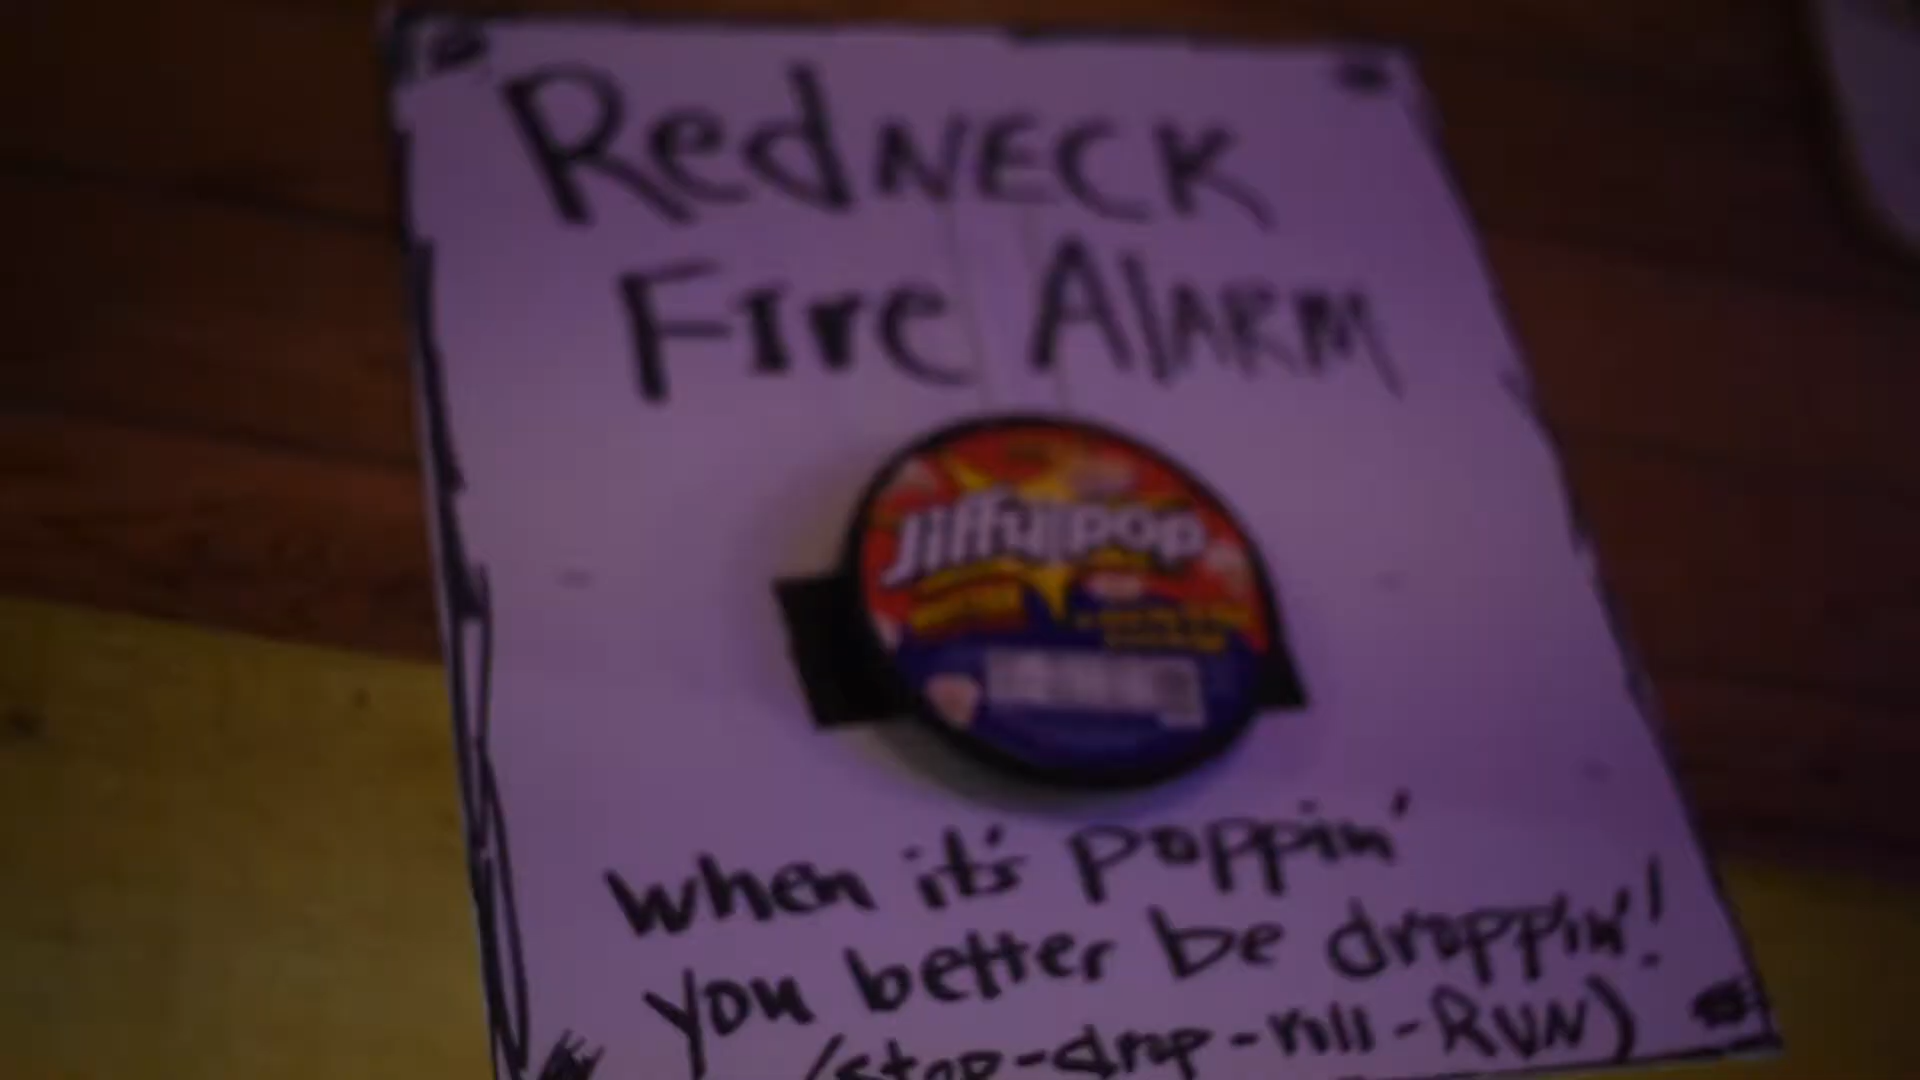 RedNECK
FIre AlARM
Jiffy pop
when it's poppin'
you better be droppin'!
(stop-drop-roll-RUN)